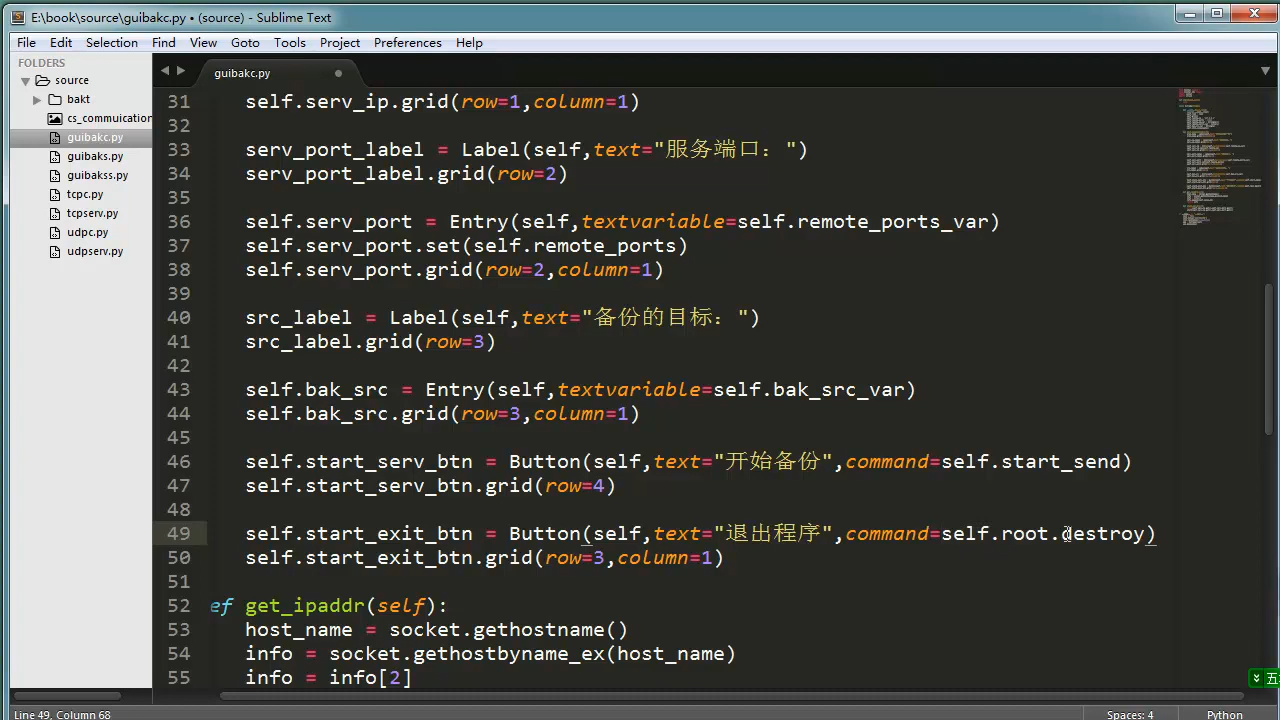 E:\book\source\guibakc.py • (source) - Sublime Text
File Edit Selection Find View Goto Tools Project Preferences Help
FOLDERS
source
bakt
cs_commuication
guibakc.py
guibaks.py
guibakss.py
tcpc.py
tcpserv.py
udpc.py
udpserv.py
guibakc.py
31 self.serv_ip.grid(row=1,column=1)
32
33 serv_port_label = Label(self,text="服务端口：")
34 serv_port_label.grid(row=2)
35
36 self.serv_port = Entry(self,textvariable=self.remote_ports_var)
37 self.serv_port.set(self.remote_ports)
38 self.serv_port.grid(row=2,column=1)
39
40 src_label = Label(self,text="备份的目标：")
41 src_label.grid(row=3)
42
43 self.bak_src = Entry(self,textvariable=self.bak_src_var)
44 self.bak_src.grid(row=3,column=1)
45
46 self.start_serv_btn = Button(self,text="开始备份",command=self.start_send)
47 self.start_serv_btn.grid(row=4)
48
49 self.start_exit_btn = Button(self,text="退出程序",command=self.root.destroy)
50 self.start_exit_btn.grid(row=3,column=1)
51
52 ef get_ipaddr(self):
53 host_name = socket.gethostname()
54 info = socket.gethostbyname_ex(host_name)
55 info = info[2]
五
Line 49, Column 68 Spaces: 4 Python